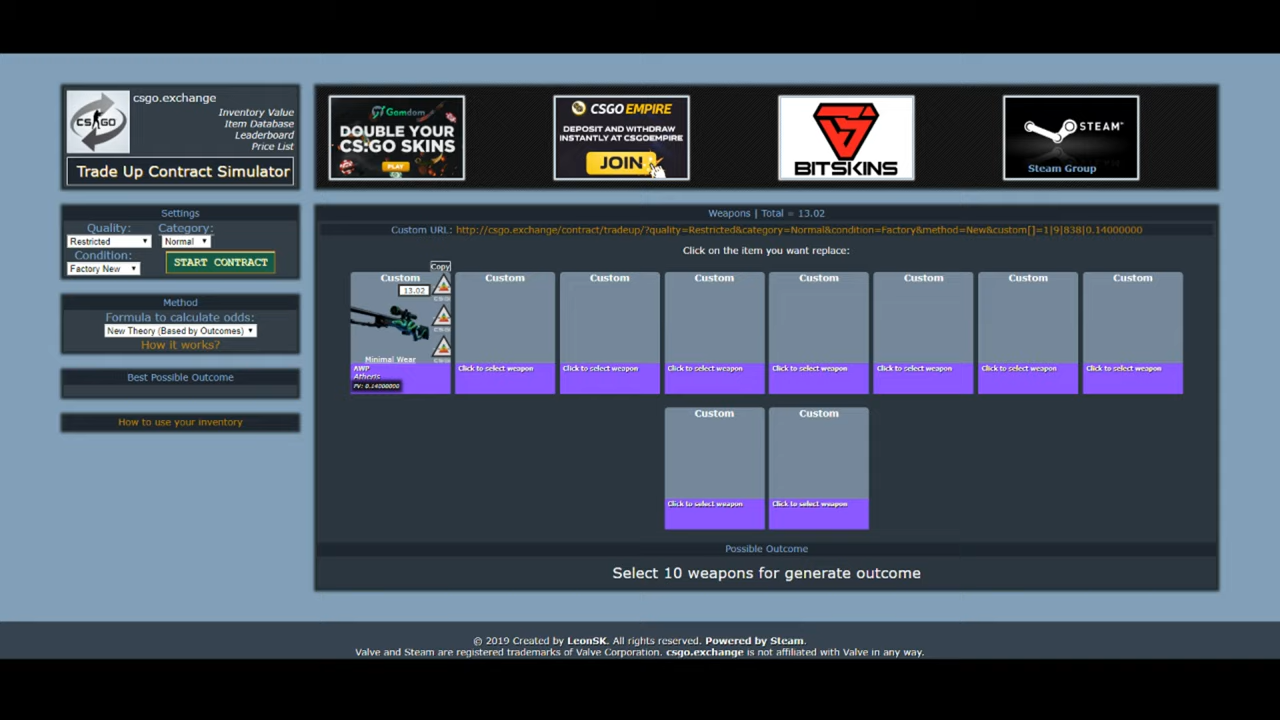 csgo.exchange
Inventory Value
Item Database
Leaderboard
Price List
CS GO
Trade Up Contract Simulator
Gamdom
DOUBLE YOUR
CS:GO SKINS
PLAY
CSGO EMPIRE
DEPOSIT AND WITHDRAW
INSTANTLY AT CSGOEMPIRE
JOIN
BITSKINS
STEAM™
Steam Group
Settings
Quality: Category:
Restricted Normal
Condition:
Factory New START CONTRACT
Method
Formula to calculate odds:
New Theory (Based by Outcomes)
How it works?
Best Possible Outcome
How to use your inventory
Weapons | Total = 13.02
Custom URL: http://csgo.exchange/contract/tradeup/?quality=Restricted&category=Normal&condition=Factory&method=New&custom[]=1|9|838|0.14000000
Click on the item you want replace:
Copy
Custom Custom Custom Custom Custom Custom Custom Custom
13.02
Minimal Wear
AWP
Atheris
FV: 0.14000000
Click to select weapon Click to select weapon Click to select weapon Click to select weapon Click to select weapon Click to select weapon Click to select weapon
Custom Custom
Click to select weapon Click to select weapon
Possible Outcome
Select 10 weapons for generate outcome
© 2019 Created by LeonSK. All rights reserved. Powered by Steam.
Valve and Steam are registered trademarks of Valve Corporation. csgo.exchange is not affiliated with Valve in any way.